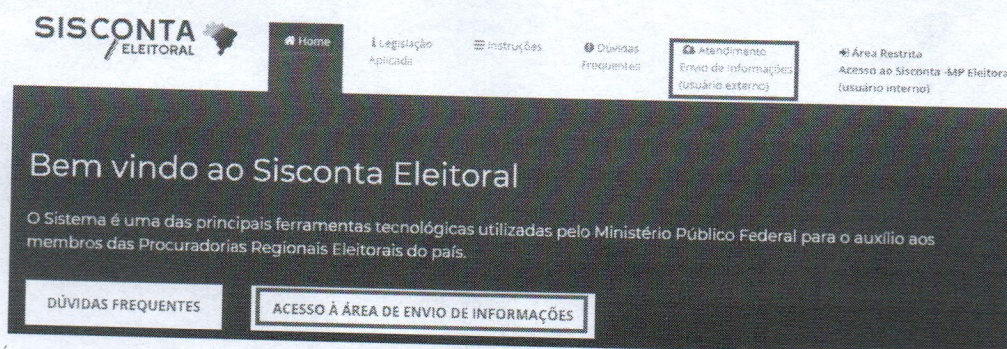 SISCONTA
ELEITORAL
Home
Legislação
Aplicada
Instruções
Dúvidas
Frequentes
Atendimento
Envio de Informações
(usuário externo)
Área Restrita
Acesso ao Sisconta -MP Eleitora
(usuário interno)
Bem vindo ao Sisconta Eleitoral
O Sistema é uma das principais ferramentas tecnológicas utilizadas pelo Ministério Público Federal para o auxílio aos
membros das Procuradorias Regionais Eleitorais do país.
DÚVIDAS FREQUENTES
ACESSO À ÁREA DE ENVIO DE INFORMAÇÕES